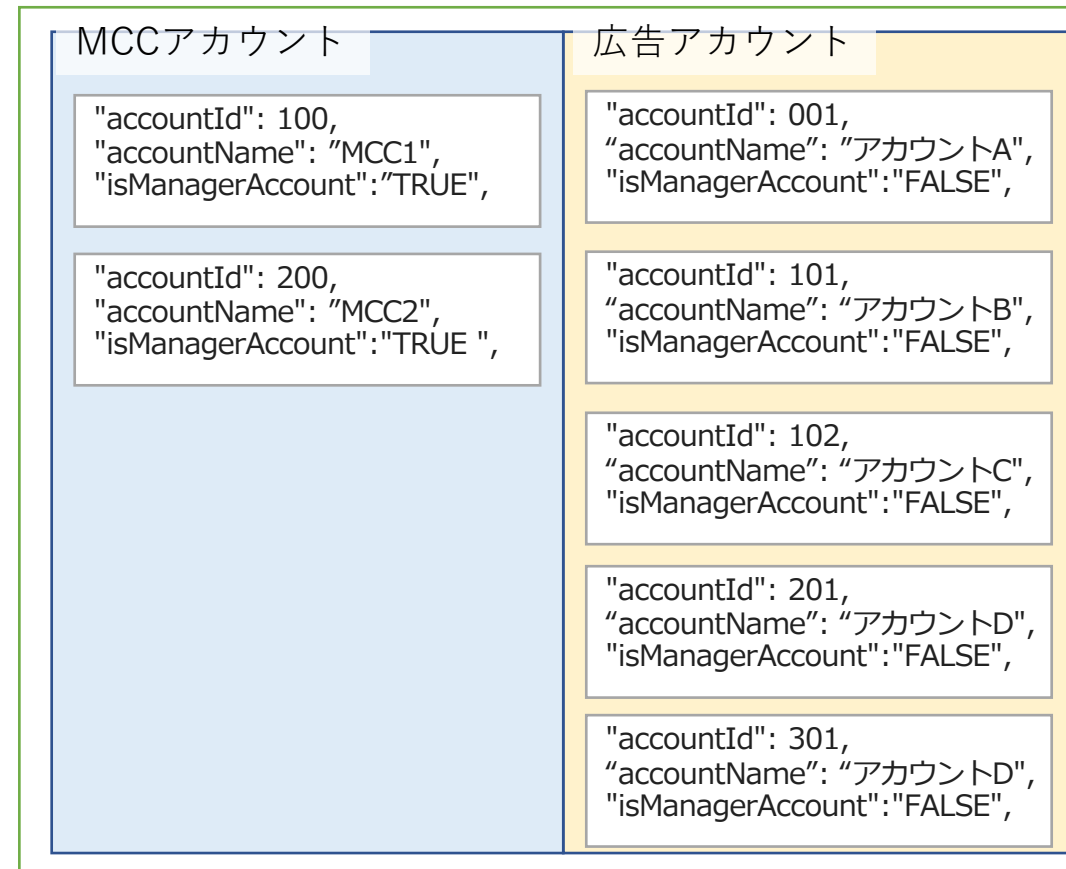 MCCアカウント
"accountId": 100,
"accountName": ”MCC1",
"isManagerAccount":”TRUE",
"accountId": 200,
"accountName": ”MCC2",
"isManagerAccount":"TRUE ",
広告アカウント
"accountId": 001,
“accountName”: ”アカウントA",
"isManagerAccount":"FALSE",
"accountId": 101,
“accountName”: “アカウントB",
"isManagerAccount":"FALSE",
"accountId": 102,
“accountName”: “アカウントC",
"isManagerAccount":"FALSE",
"accountId": 201,
“accountName”: “アカウントD",
"isManagerAccount":"FALSE",
"accountId": 301,
“accountName”: “アカウントD",
"isManagerAccount":"FALSE",